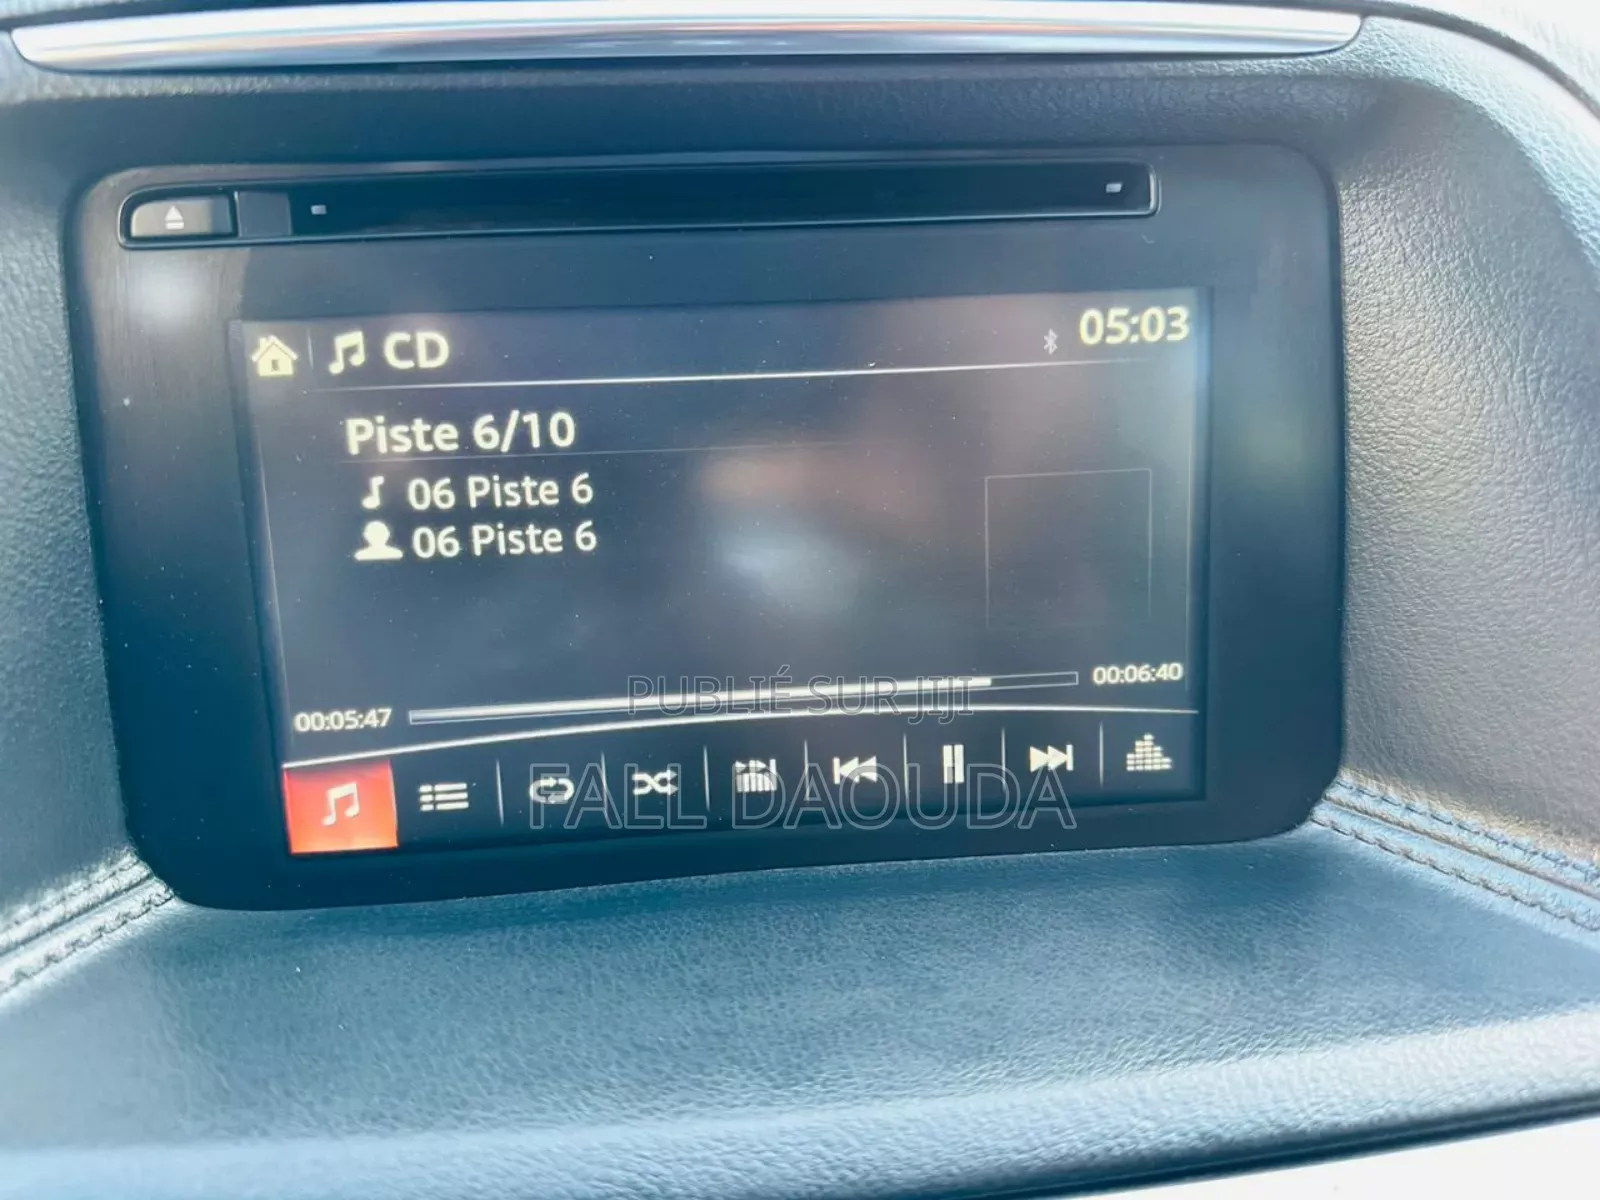 CD
05:03
Piste 6/10
06 Piste 6
06 Piste 6
00:05:47
00:06:40
PUBLIÉ SUR JIJI
FALL DAOUDA